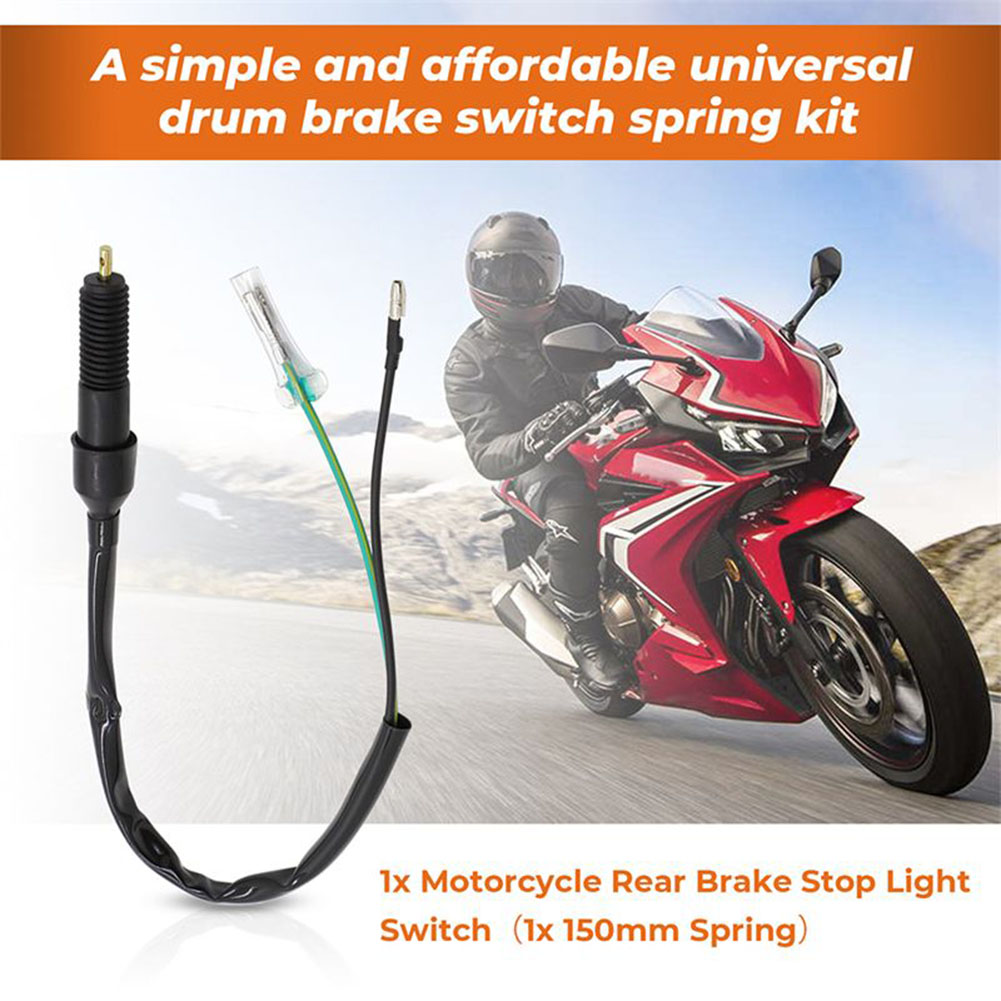 A simple and affordable universal
drum brake switch spring kit
1x Motorcycle Rear Brake Stop Light
Switch（1x 150mm Spring）